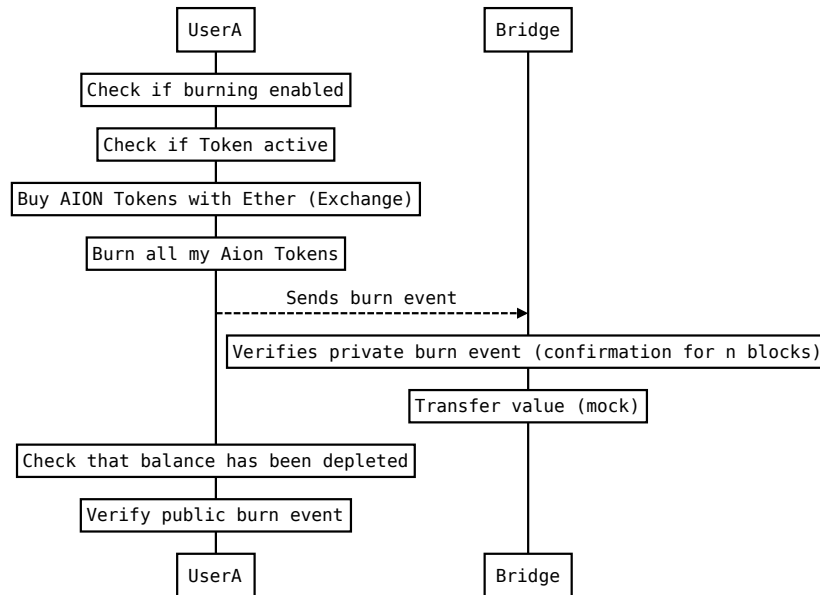 UserA
Bridge
Check if burning enabled
Check if Token active
Buy AION Tokens with Ether (Exchange)
Burn all my Aion Tokens
Sends burn event
Verifies private burn event (confirmation for n blocks)
Transfer value (mock)
Check that balance has been depleted
Verify public burn event
UserA
Bridge